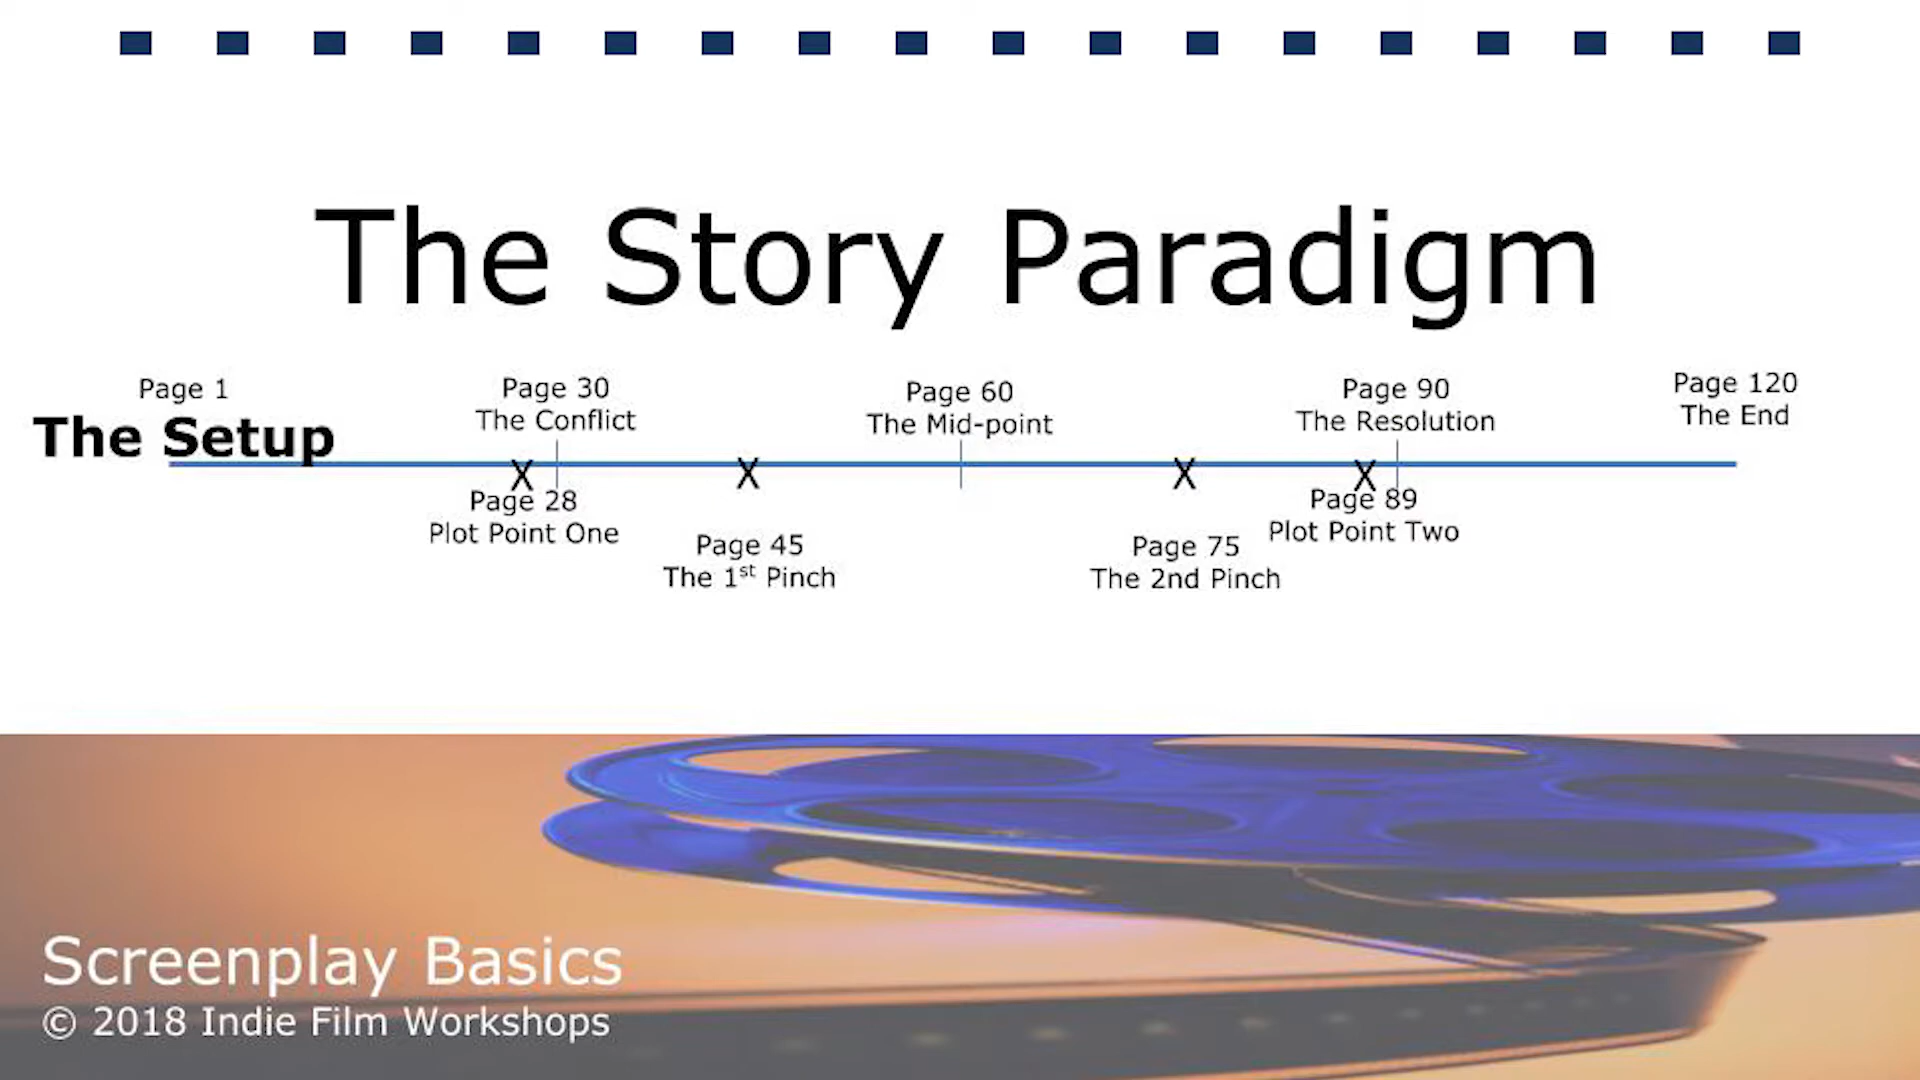 The Story Paradigm
Page 1
The Setup
Page 30
The Conflict
Page 60
The Mid-point
Page 90
The Resolution
Page 120
The End
X
X
X
X
Page 28
Plot Point One
Page 45
The 1st Pinch
Page 75
The 2nd Pinch
Page 89
Plot Point Two
Screenplay Basics
© 2018 Indie Film Workshops